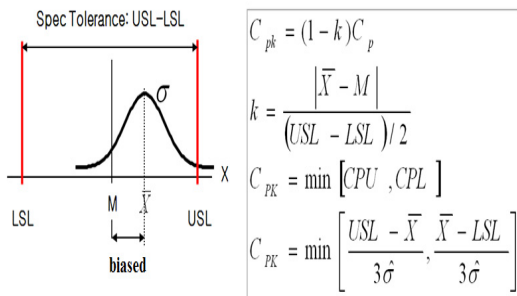 Spec Tolerance: USL-LSL
σ
X
LSL M X̅ USL
biased
C_pk = (1 − k)C_p
k = |X̅ − M| / ((USL − LSL)/2)
C_PK = min [CPU , CPL ]
C_PK = min [ (USL − X̅)/(3σ̂) , (X̅ − LSL)/(3σ̂) ]